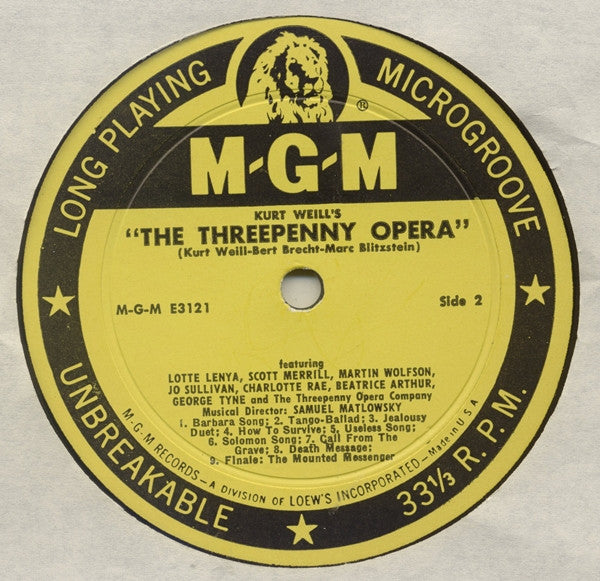 LONG PLAYING
MICROGROOVE
®
M-G-M
KURT WEILL'S
"THE THREEPENNY OPERA"
(Kurt Weill-Bert Brecht-Marc Blitzstein)
M-G-M E3121
Side 2
featuring
LOTTE LENYA, SCOTT MERRILL, MARTIN WOLFSON,
JO SULLIVAN, CHARLOTTE RAE, BEATRICE ARTHUR,
GEORGE TYNE and The Threepenny Opera Company
Musical Director: SAMUEL MATLOWSKY
1. Barbara Song; 2. Tango-Ballad; 3. Jealousy
Duet; 4. How To Survive; 5. Useless Song;
6. Solomon Song; 7. Call From The
Grave; 8. Death Message;
9. Finale: The Mounted Messenger
M-G-M RECORDS—A DIVISION OF LOEW'S INCORPORATED—Made in U.S.A
UNBREAKABLE
33⅓ R.P.M.